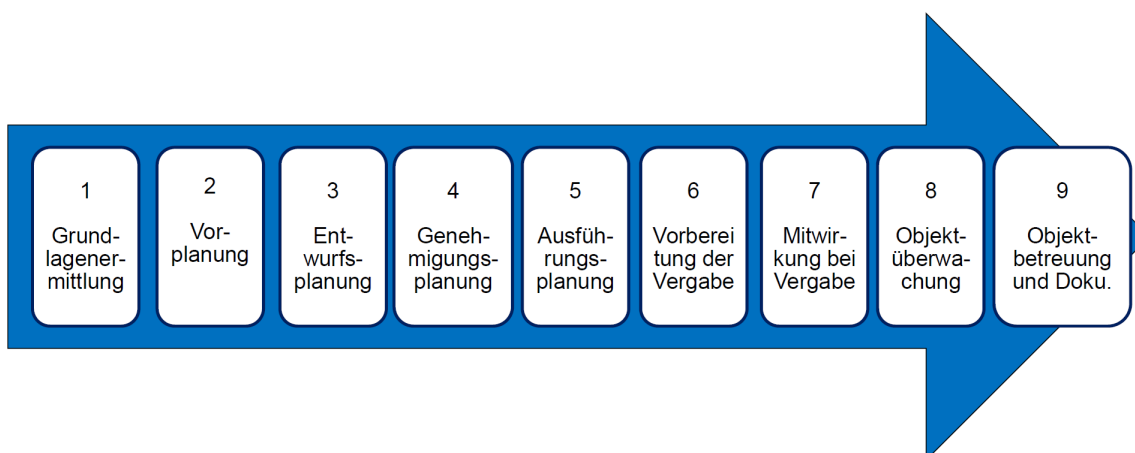 1
Grund-
lagener-
mittlung
2
Vor-
planung
3
Ent-
wurfs-
planung
4
Geneh-
migungs-
planung
5
Ausfüh-
rungs-
planung
6
Vorberei
tung der
Vergabe
7
Mitwir-
kung bei
Vergabe
8
Objekt-
überwa-
chung
9
Objekt-
betreuung
und Doku.